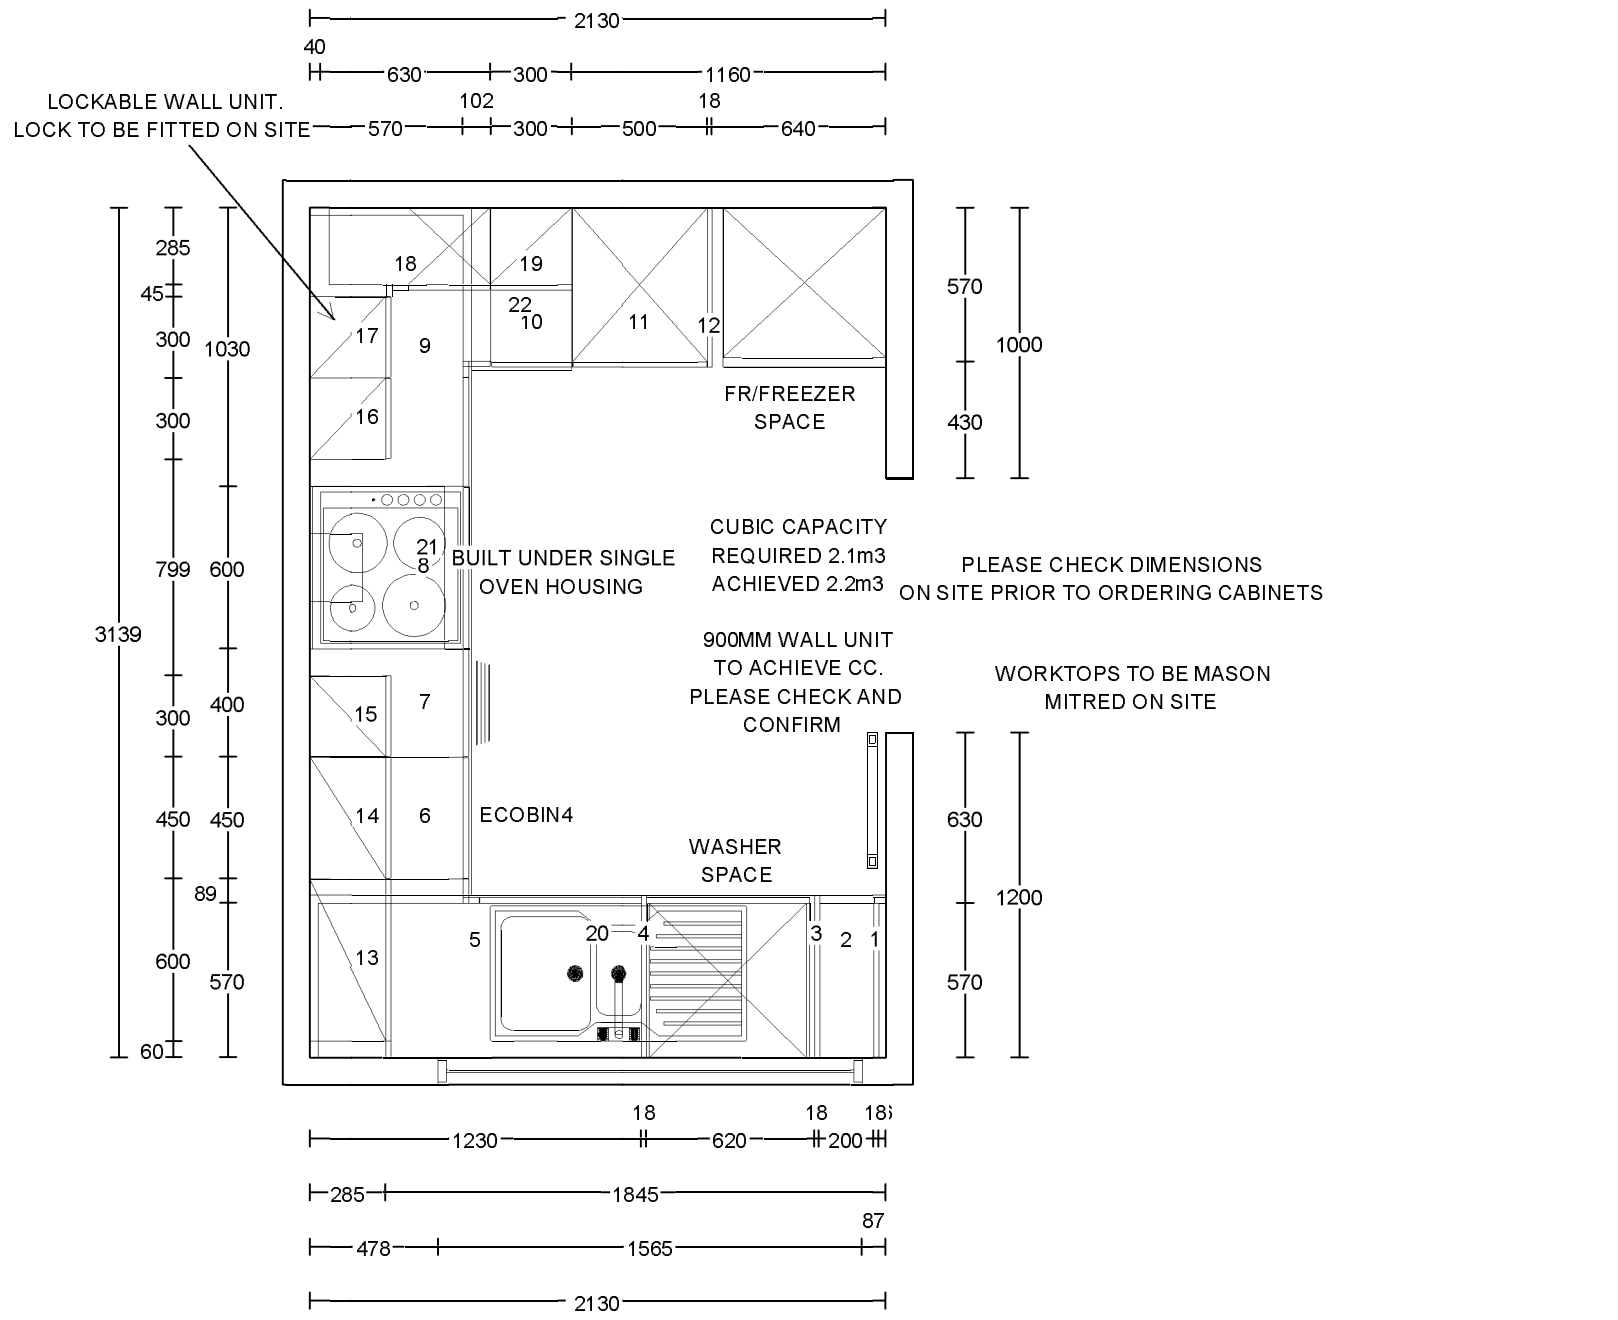 2130
40
630 300 1160
102 18
570 300 500 640
LOCKABLE WALL UNIT.
LOCK TO BE FITTED ON SITE
285
45
300
300
799
300
450
600
60
3139
1030
600
400
450
89
570
18
19
22
10
11
12
17
9
16
FR/FREEZER
SPACE
570
430
1000
21
8
BUILT UNDER SINGLE
OVEN HOUSING
CUBIC CAPACITY
REQUIRED 2.1m3
ACHIEVED 2.2m3
PLEASE CHECK DIMENSIONS
ON SITE PRIOR TO ORDERING CABINETS
900MM WALL UNIT
TO ACHIEVE CC.
PLEASE CHECK AND
CONFIRM
WORKTOPS TO BE MASON
MITRED ON SITE
15
7
14
6
ECOBIN4
WASHER
SPACE
630
570
1200
13
5
20
4
3
2
1
18 18 18
1230 620 200
285 1845
87
478 1565
2130